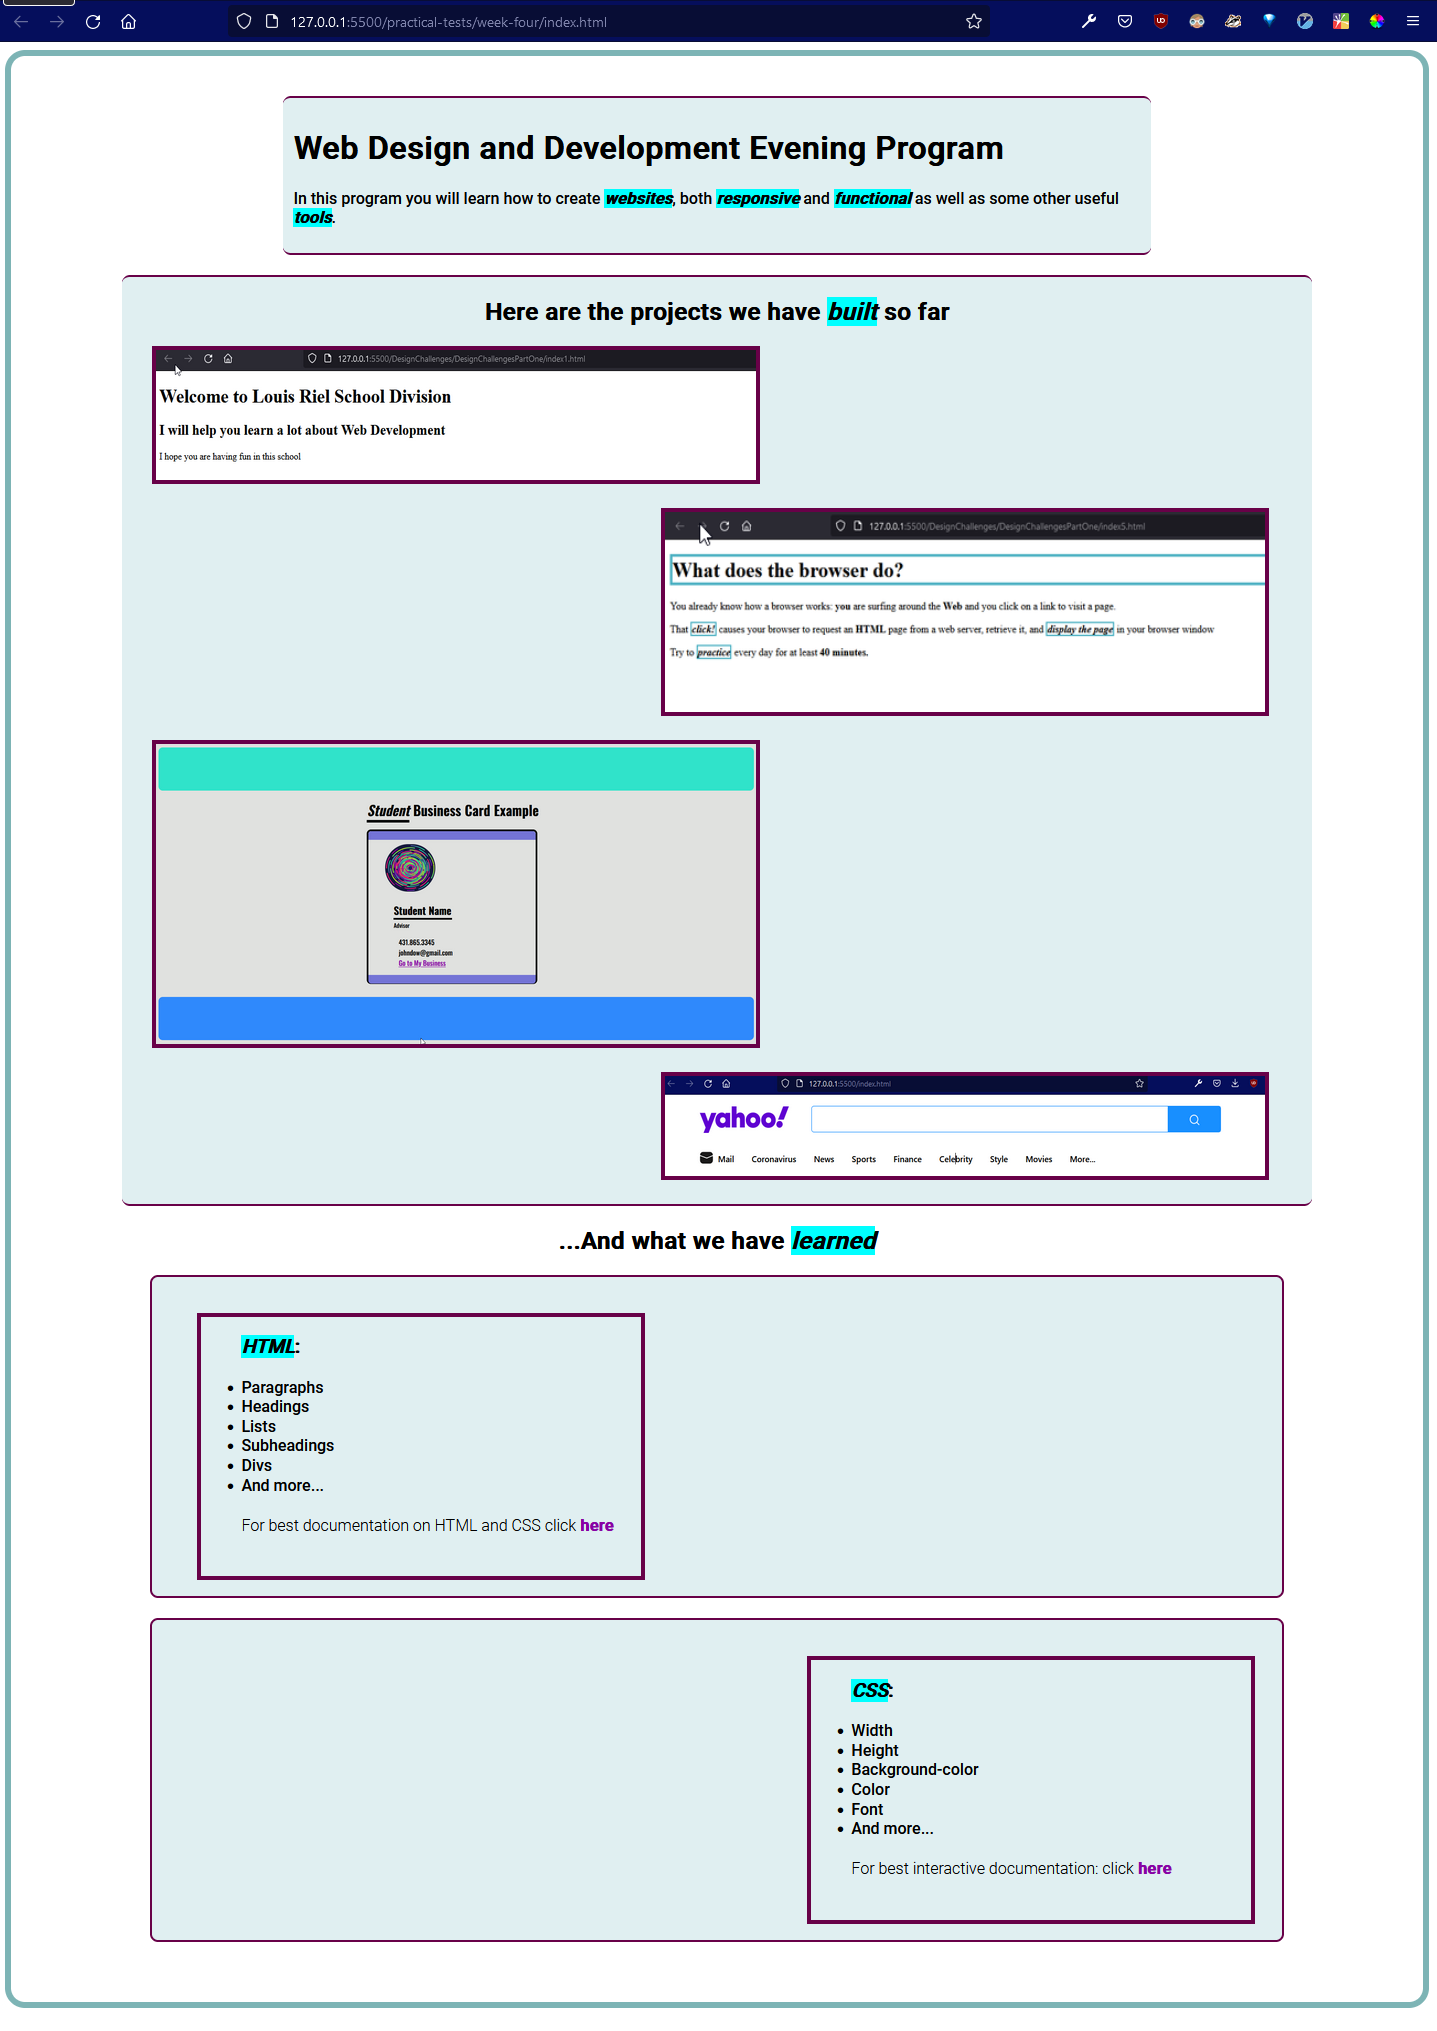 127.0.0.1:5500/practical-tests/week-four/index.html
Web Design and Development Evening Program
In this program you will learn how to create websites, both responsive and functional as well as some other useful
tools.
Here are the projects we have built so far
127.0.0.1:5500/DesignChallenges/DesignChallengesPartOne/index1.html
Welcome to Louis Riel School Division
I will help you learn a lot about Web Development
I hope you are having fun in this school
127.0.0.1:5500/DesignChallenges/DesignChallengesPartOne/index5.html
What does the browser do?
You already know how a browser works: you are surfing around the Web and you click on a link to visit a page.
That click! causes your browser to request an HTML page from a web server, retrieve it, and display the page in your browser window
Try to practice every day for at least 40 minutes.
Student Business Card Example
Student Name
Advisor
431.865.3345
johndow@gmail.com
Go to My Business
127.0.0.1:5500/index.html
yahoo!
Mail Coronavirus News Sports Finance Celebrity Style Movies More...
...And what we have learned
HTML:
• Paragraphs
• Headings
• Lists
• Subheadings
• Divs
• And more...
For best documentation on HTML and CSS click here
CSS:
• Width
• Height
• Background-color
• Color
• Font
• And more...
For best interactive documentation: click here